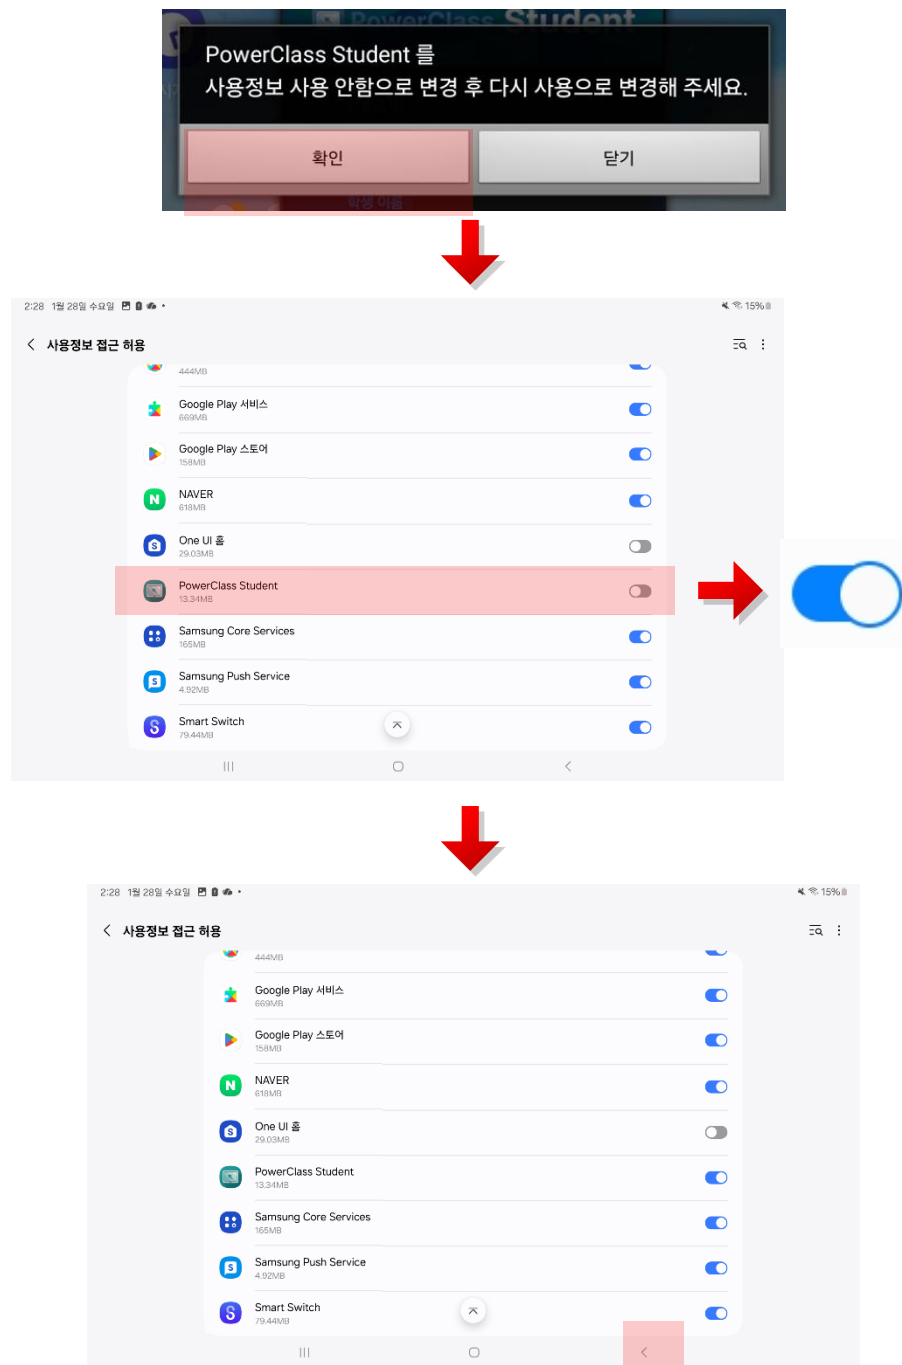 PowerClass Student
PowerClass Student 를
사용정보 사용 안함으로 변경 후 다시 사용으로 변경해 주세요.
확인
닫기
학생 이름
2:28 1월 28일 수요일
15%
사용정보 접근 허용
444MB
Google Play 서비스
669MB
Google Play 스토어
158MB
NAVER
618MB
One UI 홈
29.03MB
PowerClass Student
13.34MB
Samsung Core Services
165MB
Samsung Push Service
4.92MB
Smart Switch
79.44MB
2:28 1월 28일 수요일
15%
사용정보 접근 허용
444MB
Google Play 서비스
669MB
Google Play 스토어
158MB
NAVER
618MB
One UI 홈
29.03MB
PowerClass Student
13.34MB
Samsung Core Services
165MB
Samsung Push Service
4.92MB
Smart Switch
79.44MB